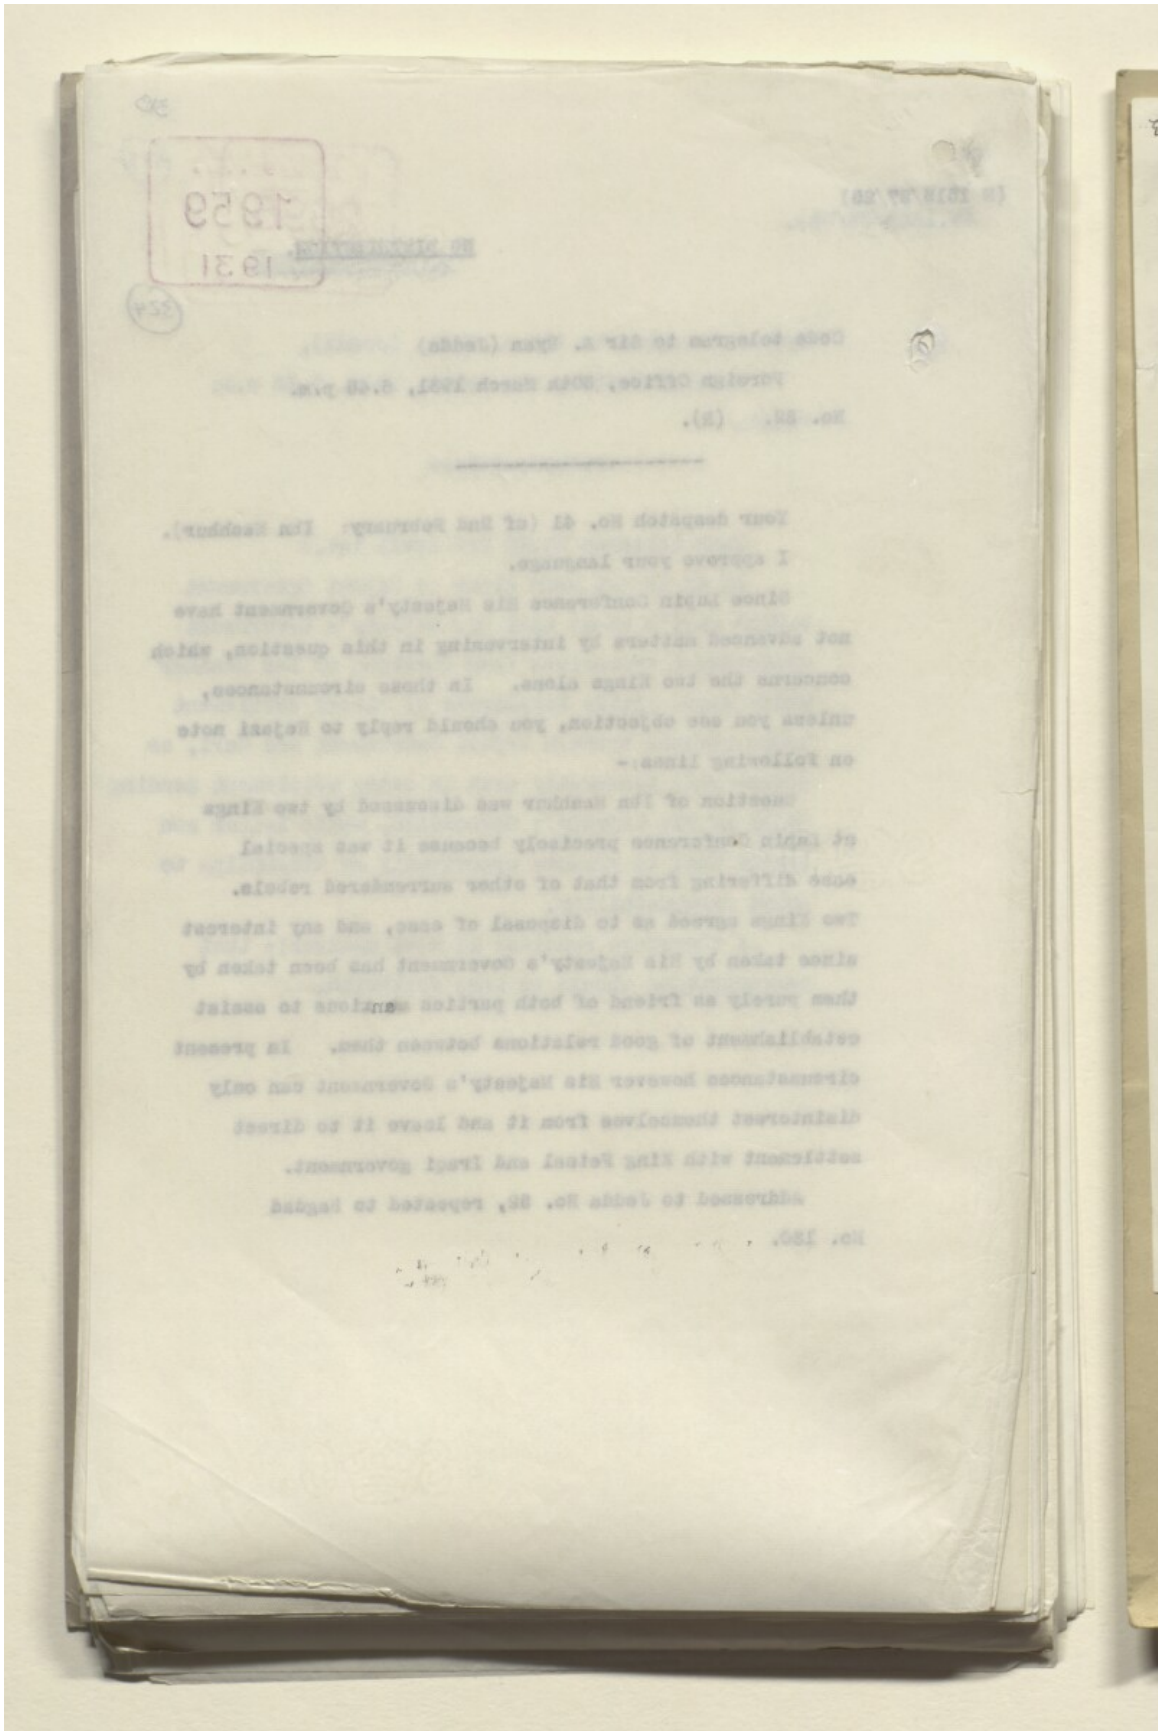 1959
1931
324
NO DISTRIBUTION.
Code telegram to Sir A. Ryan (Jedda)
Foreign Office, March 1931, p.m.
No. (R).
Your despatch No. 41 (of 2nd February: Ibn Mashhur).
I approve your language.
Since Lupin Conference His Majesty's Government have
not advanced matters by intervening in this question, which
concerns the two Kings alone. In these circumstances,
unless you see objection, you should reply to Hejazi note
on following lines:-
Question of Ibn Mashhur was discussed by two Kings
at Lupin Conference precisely because it was special
case differing from that of other surrendered rebels.
Two Kings agreed as to disposal of case, and any interest
since taken by His Majesty's Government has been taken by
them purely as friend of both parties anxious to assist
establishment of good relations between them. In present
circumstances however His Majesty's Government can only
disinterest themselves from it and leave it to direct
settlement with King Feisal and Iraqi government.
Addressed to Jedda No. repeated to Bagdad
No.